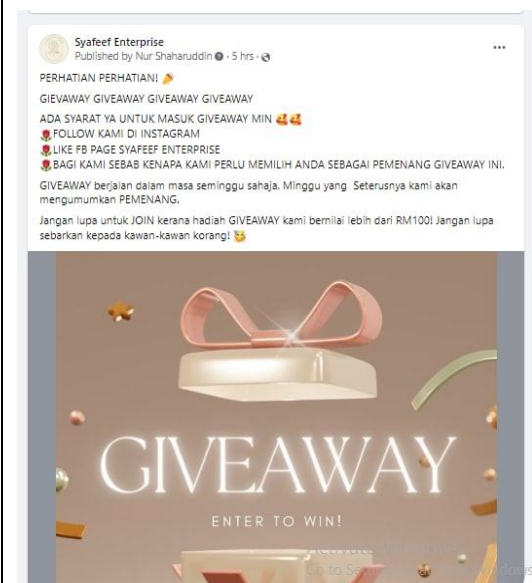 Syafeef Enterprise
Published by Nur Shaharuddin · 5 hrs ·
PERHATIAN PERHATIAN!
GIEVAWAY GIVEAWAY GIVEAWAY GIVEAWAY
ADA SYARAT YA UNTUK MASUK GIVEAWAY MIN
FOLLOW KAMI DI INSTAGRAM
LIKE FB PAGE SYAFEEF ENTERPRISE
BAGI KAMI SEBAB KENAPA KAMI PERLU MEMILIH ANDA SEBAGAI PEMENANG GIVEAWAY INI.
GIVEAWAY berjalan dalam masa seminggu sahaja. Minggu yang Seterusnya kami akan
mengumumkan PEMENANG.
Jangan lupa untuk JOIN kerana hadiah GIVEAWAY kami bernilai lebih dari RM100! Jangan lupa
sebarkan kepada kawan-kawan korang!
GIVEAWAY
ENTER TO WIN!
Go to